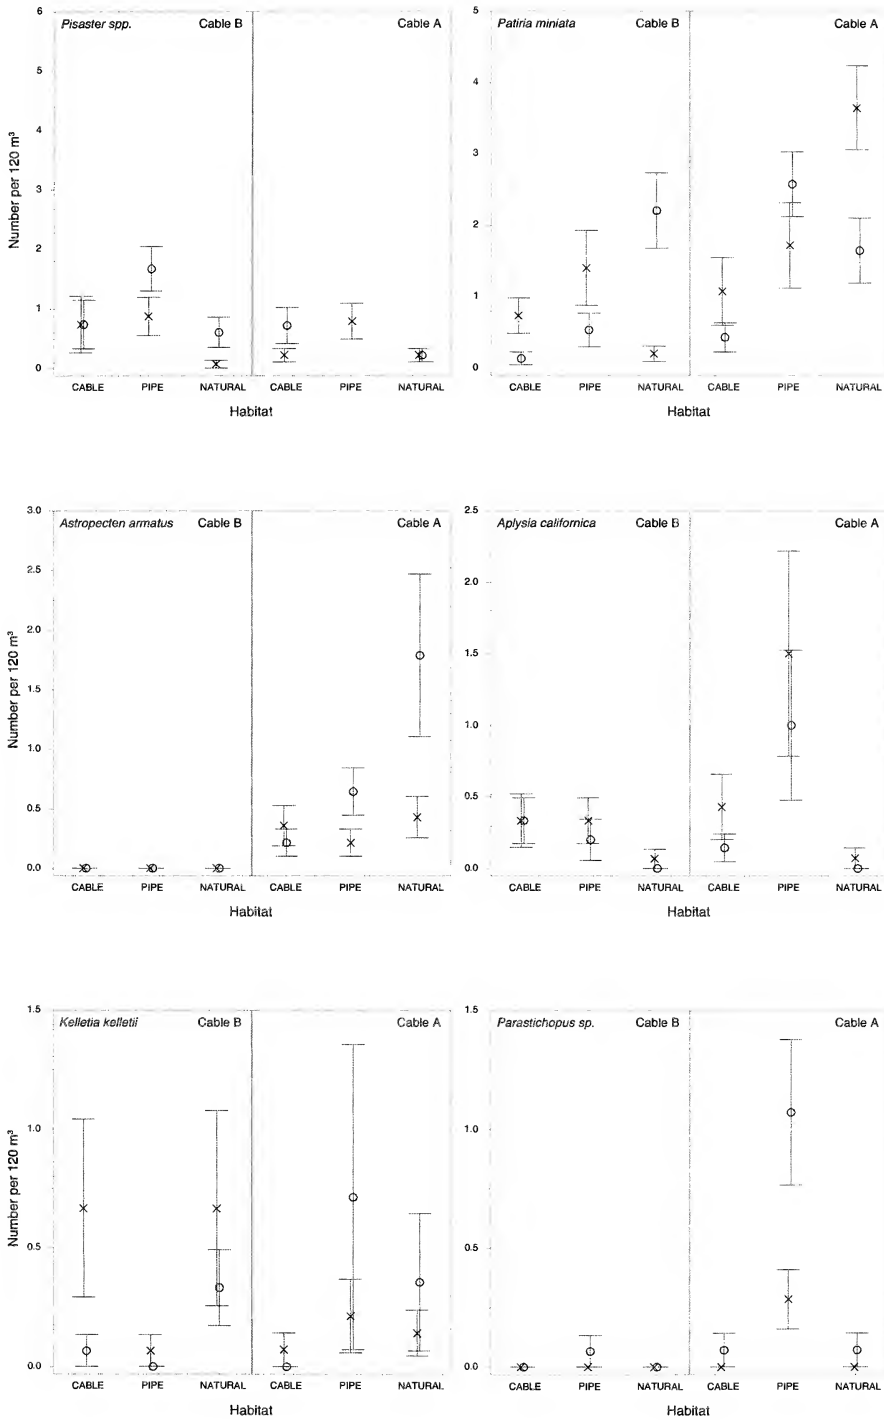 Pisaster spp. Cable B Cable A
6
5
4
3
2
1
0
Number per 120 m³
CABLE PIPE NATURAL CABLE PIPE NATURAL
Habitat
Patiria miniata Cable B Cable A
5
4
3
2
1
0
CABLE PIPE NATURAL CABLE PIPE NATURAL
Habitat
Astropecten armatus Cable B Cable A
3.0
2.5
2.0
1.5
1.0
0.5
0.0
Number per 120 m³
CABLE PIPE NATURAL CABLE PIPE NATURAL
Habitat
Aplysia californica Cable B Cable A
2.5
2.0
1.5
1.0
0.5
0.0
CABLE PIPE NATURAL CABLE PIPE NATURAL
Habitat
Kelletia kelletii Cable B Cable A
1.5
1.0
0.5
0.0
Number per 120 m³
CABLE PIPE NATURAL CABLE PIPE NATURAL
Habitat
Parastichopus sp. Cable B Cable A
1.5
1.0
0.5
0.0
CABLE PIPE NATURAL CABLE PIPE NATURAL
Habitat